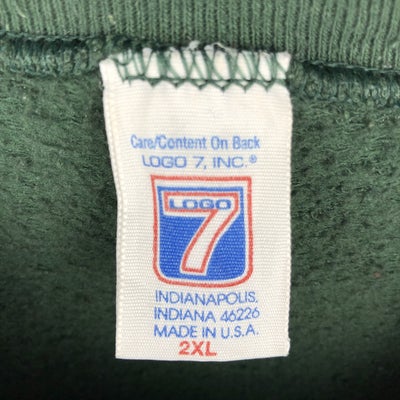 Care/Content On Back
LOGO 7, INC.®
LOGO
7
INDIANAPOLIS,
INDIANA 46226
MADE IN U.S.A.
2XL